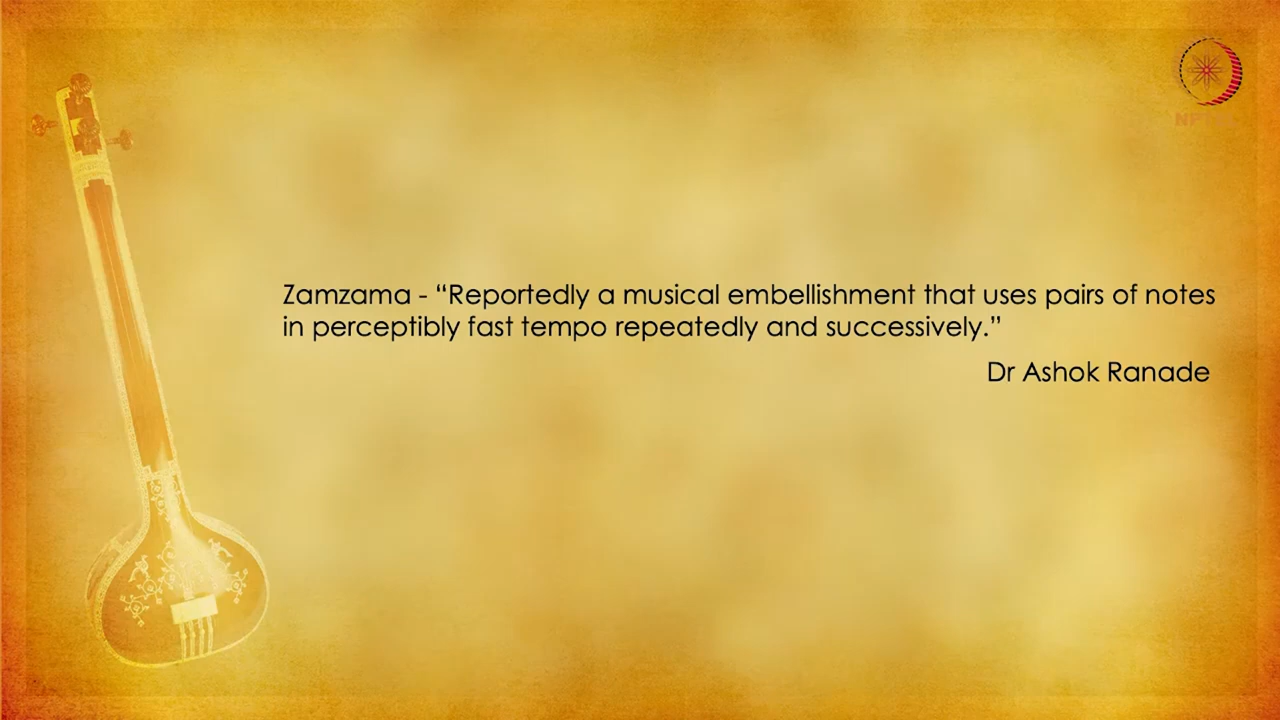 NPTEL
Zamzama - “Reportedly a musical embellishment that uses pairs of notes
in perceptibly fast tempo repeatedly and successively.”
Dr Ashok Ranade